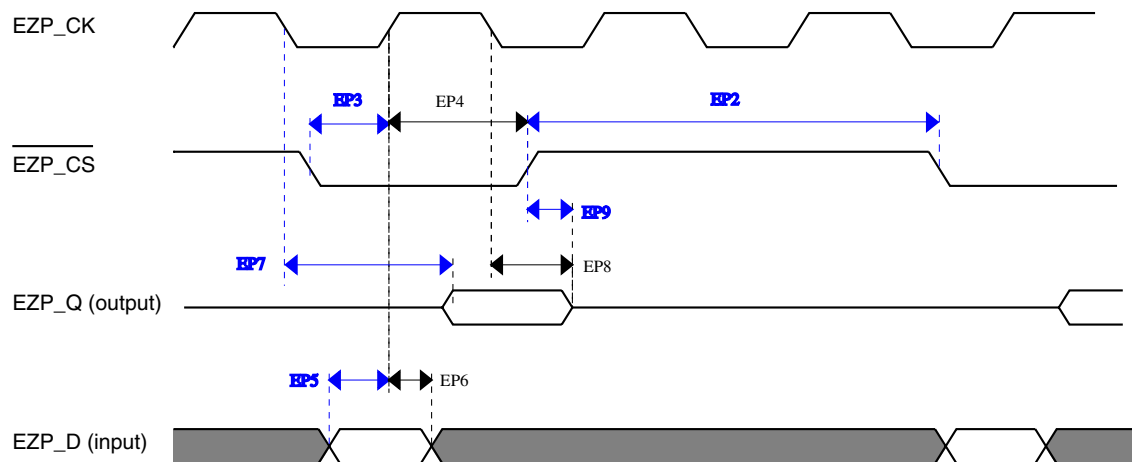 EZP_CK
EP3
EP4
EP2
EZP_CS
EP9
EP7
EP8
EZP_Q (output)
EP5
EP6
EZP_D (input)